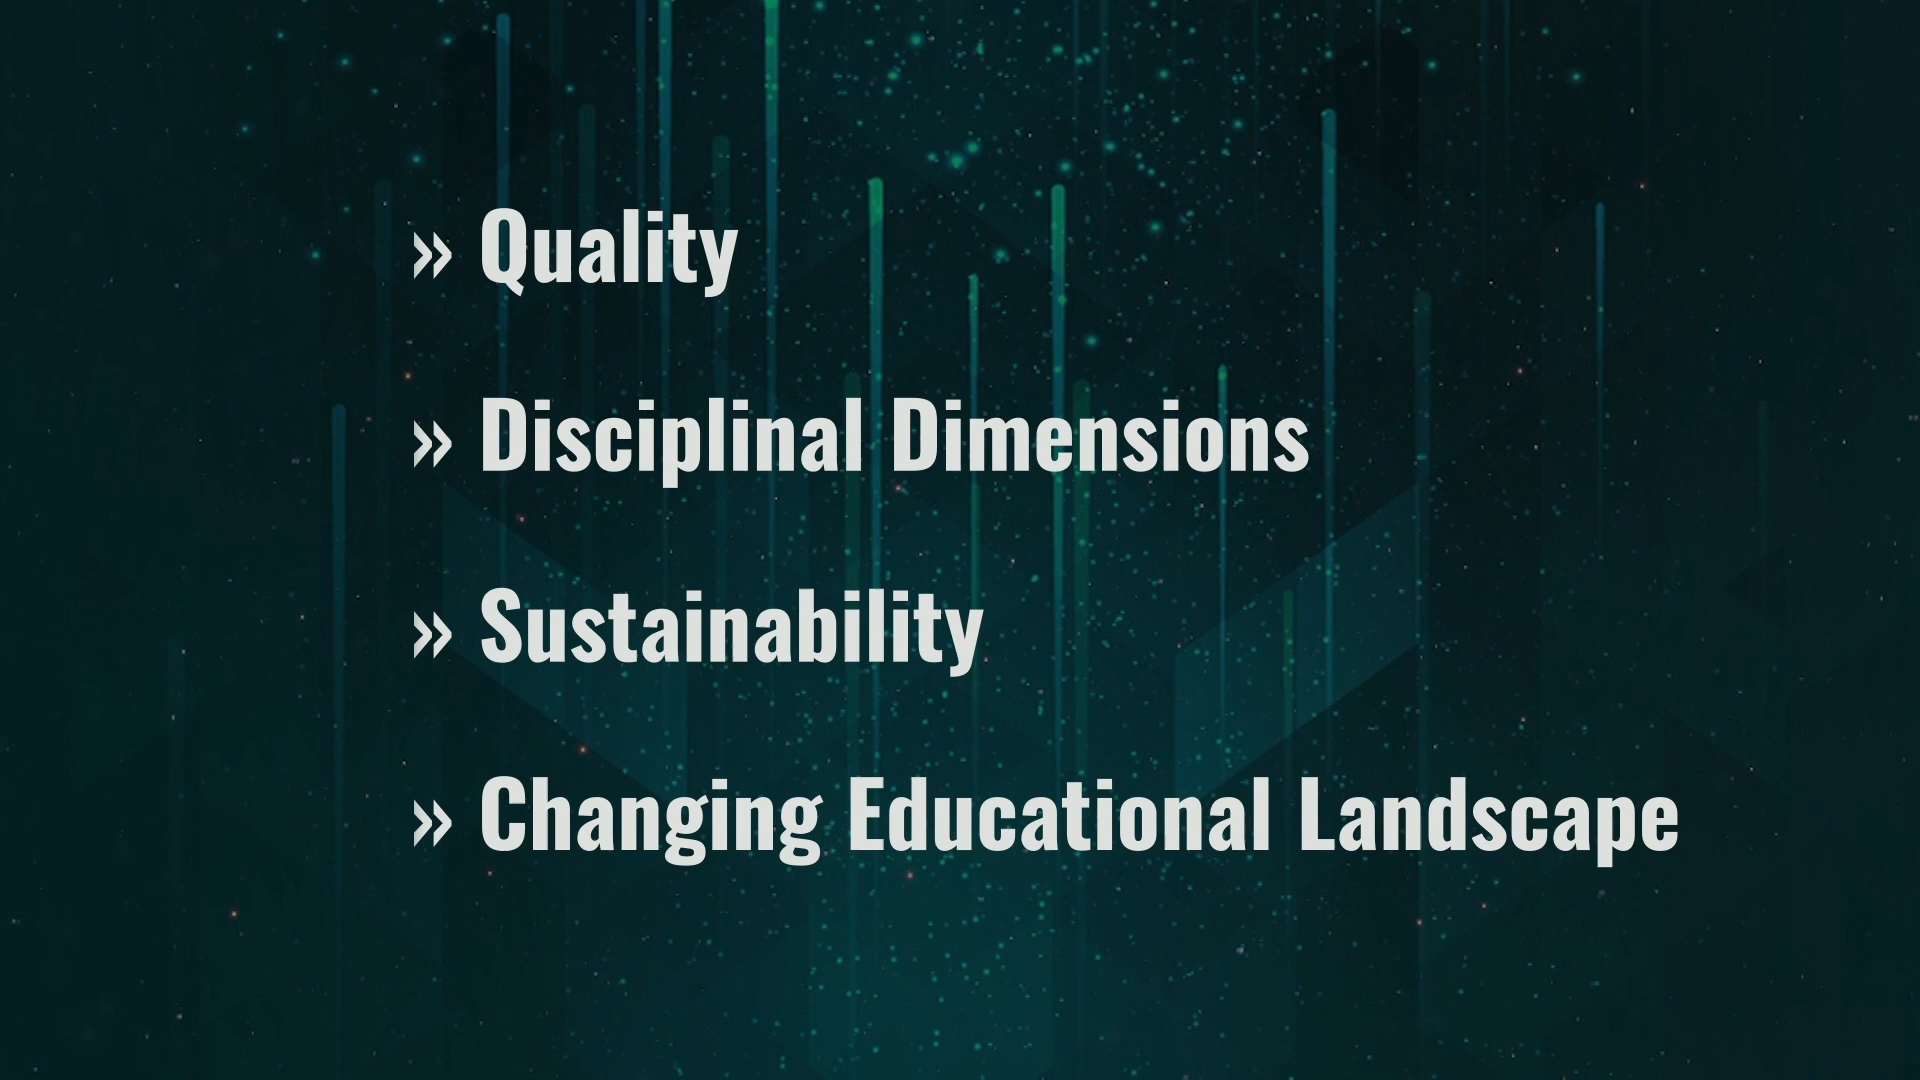 » Quality
» Disciplinal Dimensions
» Sustainability
» Changing Educational Landscape